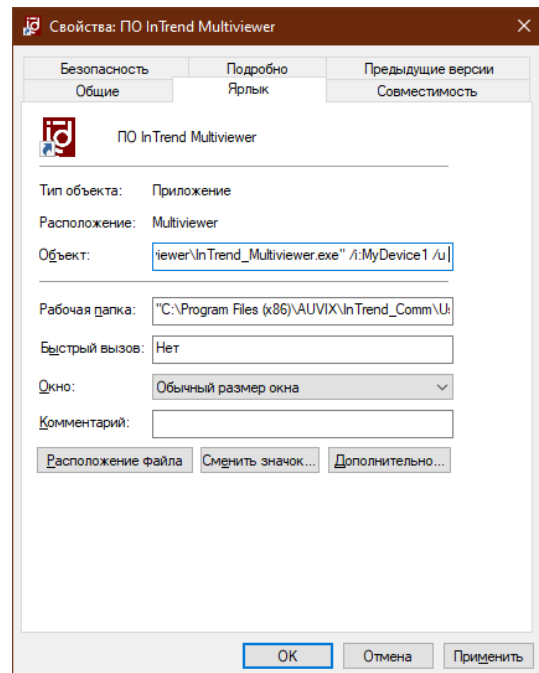 Свойства: ПО InTrend Multiviewer
Безопасность Подробно Предыдущие версии
Общие Ярлык Совместимость
ПО InTrend Multiviewer
Тип объекта: Приложение
Расположение: Multiviewer
Объект: viewer\InTrend_Multiviewer.exe" /i:MyDevice1 /u
Рабочая папка: "C:\Program Files (x86)\AUVIX\InTrend_Comm\Us
Быстрый вызов: Нет
Окно: Обычный размер окна
Комментарий:
Расположение файла Сменить значок... Дополнительно...
OK Отмена Применить